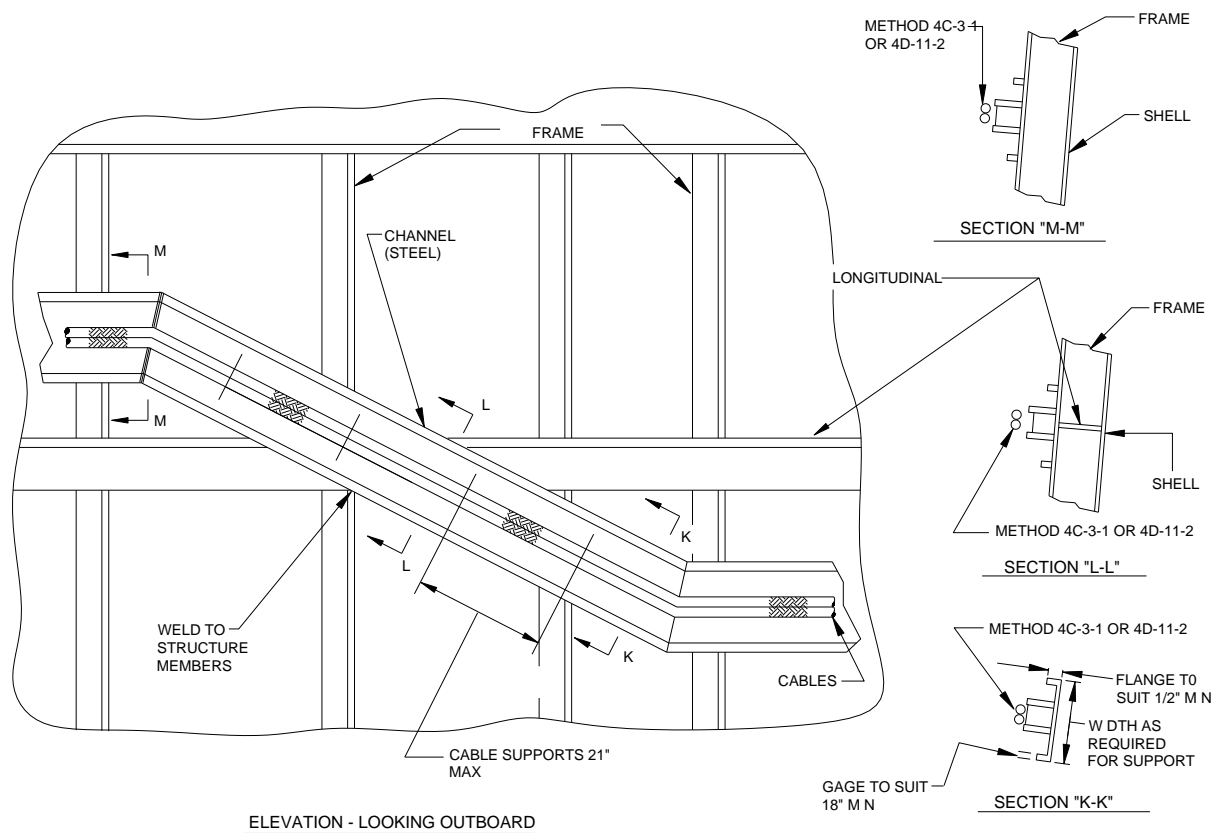 METHOD 4C-3-1
OR 4D-11-2
FRAME
SHELL
SECTION "M-M"
FRAME
CHANNEL
(STEEL)
M
M
L
L
K
K
LONGITUDINAL
FRAME
SHELL
METHOD 4C-3-1 OR 4D-11-2
SECTION "L-L"
WELD TO
STRUCTURE
MEMBERS
CABLES
CABLE SUPPORTS 21"
MAX
METHOD 4C-3-1 OR 4D-11-2
FLANGE T0
SUIT 1/2" M N
W DTH AS
REQUIRED
FOR SUPPORT
GAGE TO SUIT
18" M N
SECTION "K-K"
ELEVATION - LOOKING OUTBOARD